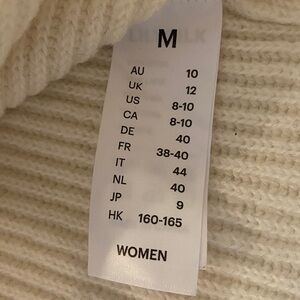 M
AU 10
UK 12
US 8-10
CA 8-10
DE 40
FR 38-40
IT 44
NL 40
JP 9
HK 160-165
WOMEN